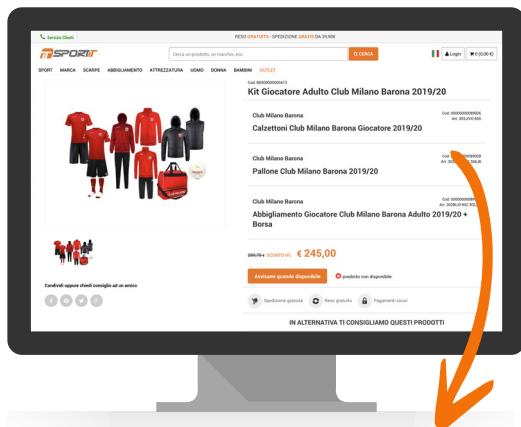 Servizio Clienti
RESO GRATUITO - SPEDIZIONE GRATIS DA 39,90€
SPORTIT
Cerca un prodotto, un marchio, ecc.
CERCA
Login
0 (0,00 €)
SPORT MARCA SCARPE ABBIGLIAMENTO ATTREZZATURA UOMO DONNA BAMBINI OUTLET
Kit Giocatore Adulto Club Milano Barona 2019/20
Club Milano Barona
Calzettoni Club Milano Barona Giocatore 2019/20
Club Milano Barona
Pallone Club Milano Barona 2019/20
Club Milano Barona
Abbigliamento Giocatore Club Milano Barona Adulto 2019/20 +
Borsa
€ 245,00
Avvisami quando disponibile
prodotto non disponibile
Condividi oppure chiedi consiglio ad un amico
Spedizione gratuita
Reso gratuito
Pagamenti sicuri
IN ALTERNATIVA TI CONSIGLIAMO QUESTI PRODOTTI